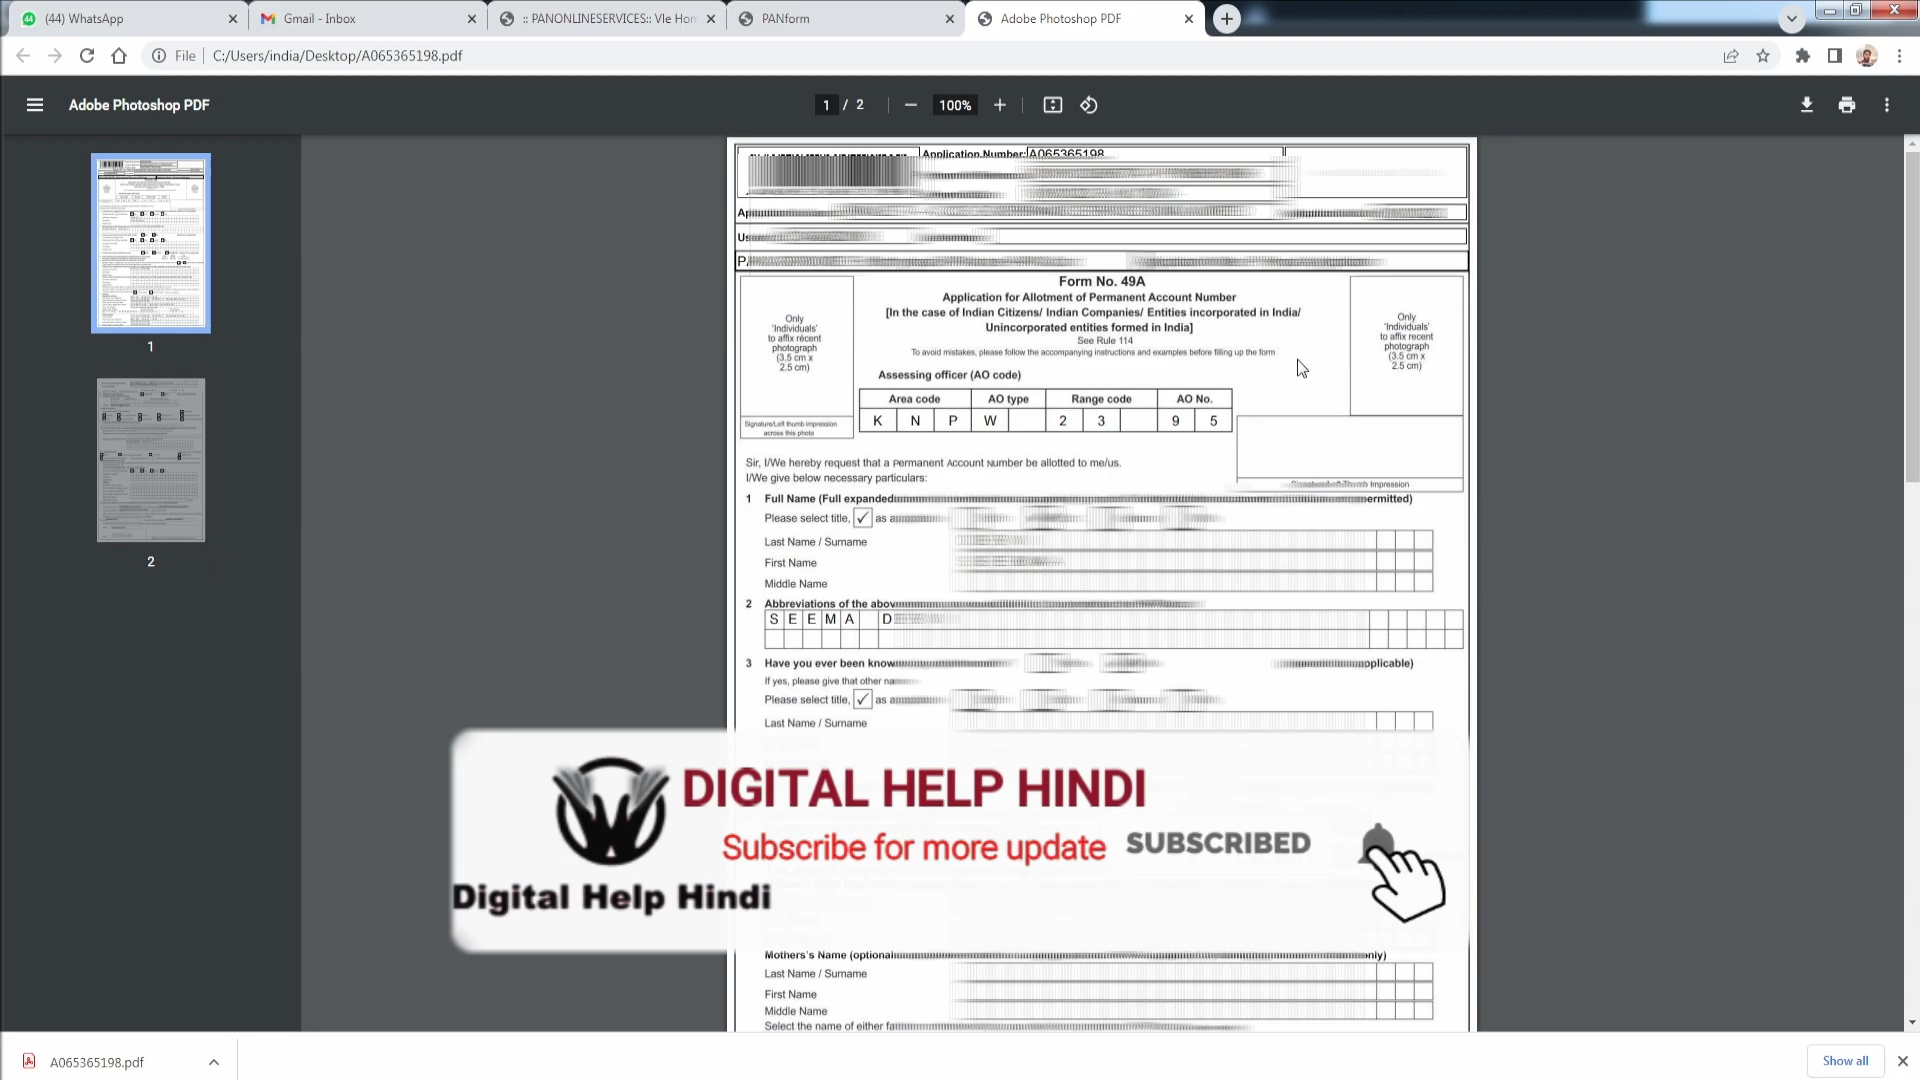 (44) WhatsApp
Gmail - Inbox
:: PANONLINESERVICES:: Vle Hon
PANform
Adobe Photoshop PDF
File
C:/Users/india/Desktop/A065365198.pdf
Adobe Photoshop PDF
1 / 2
100%
1
2
Application Number: A065365198
Form No. 49A
Application for Allotment of Permanent Account Number
[In the case of Indian Citizens/ Indian Companies/ Entities incorporated in India/
Unincorporated entities formed in India]
See Rule 114
To avoid mistakes, please follow the accompanying instructions and examples before filling up the form
Only
'Individuals'
to affix recent
photograph
(3.5 cm x
2.5 cm)
Signature/Left thumb impression
across this photo
Only
'Individuals'
to affix recent
photograph
(3.5 cm x
2.5 cm)
Assessing officer (AO code)
Area code AO type Range code AO No.
K N P W 2 3 9 5
Signature/Left Thumb Impression
Sir, I/We hereby request that a Permanent Account Number be allotted to me/us.
I/We give below necessary particulars:
1 Full Name (Full expanded ermitted)
Please select title, ✓ as a
Last Name / Surname
First Name
Middle Name
2 Abbreviations of the abov
S E E M A D
3 Have you ever been know pplicable)
If yes, please give that other na
Please select title, ✓ as a
Last Name / Surname
DIGITAL HELP HINDI
Subscribe for more update
SUBSCRIBED
Digital Help Hindi
Mothers's Name (optional nly)
Last Name / Surname
First Name
Middle Name
Select the name of either fa
A065365198.pdf
Show all